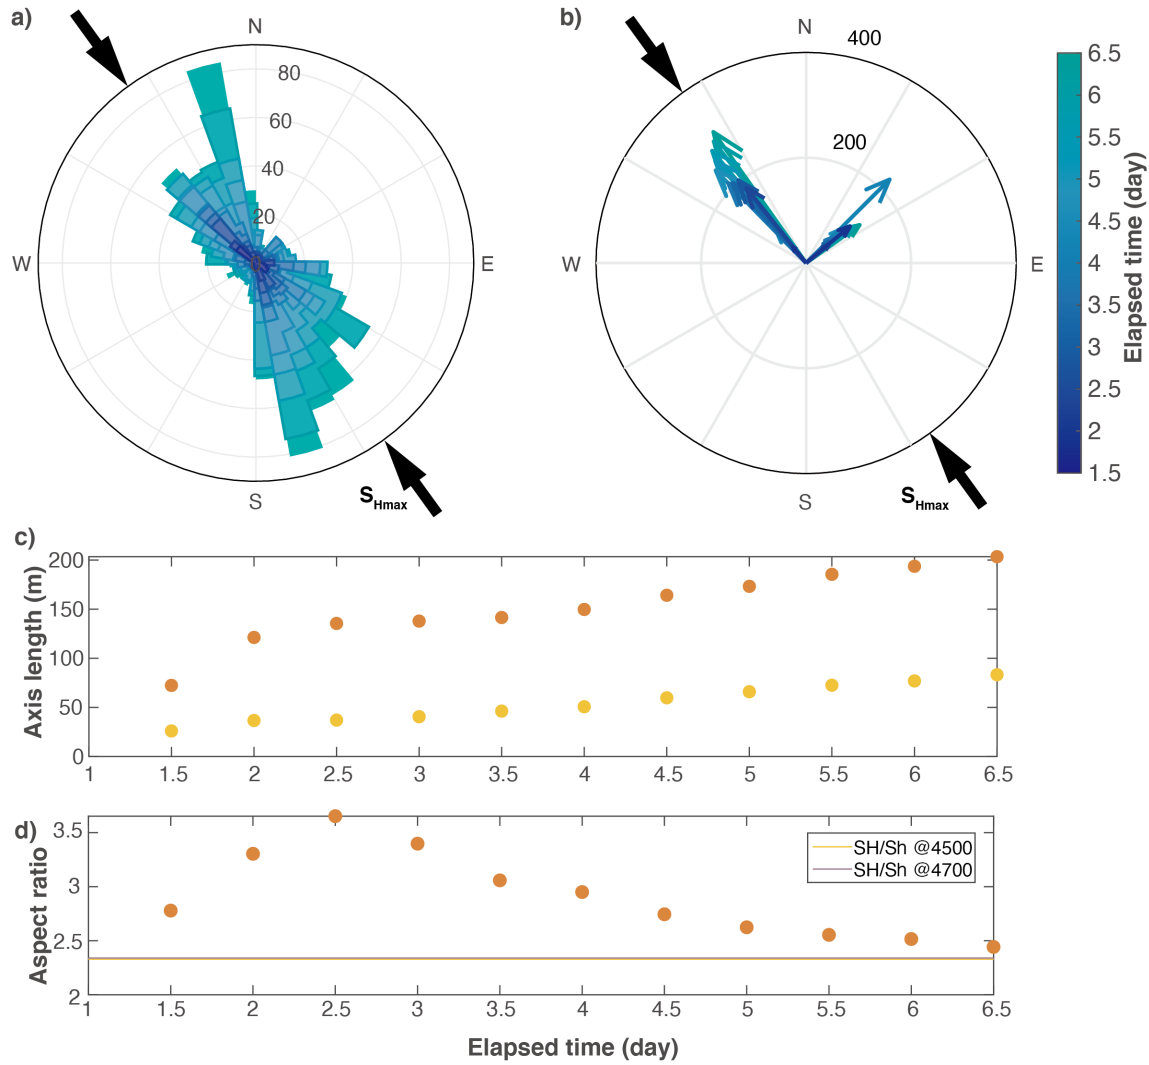 a)
N
80
60
40
20
0
W
E
S
SHmax
b)
N
400
200
W
E
S
SHmax
6.5
6
5.5
5
4.5
4
3.5
3
2.5
2
1.5
Elapsed time (day)
c)
Axis length (m)
200
150
100
50
0
1 1.5 2 2.5 3 3.5 4 4.5 5 5.5 6 6.5
d)
Aspect ratio
3.5
3
2.5
2
SH/Sh @4500
SH/Sh @4700
1 1.5 2 2.5 3 3.5 4 4.5 5 5.5 6 6.5
Elapsed time (day)